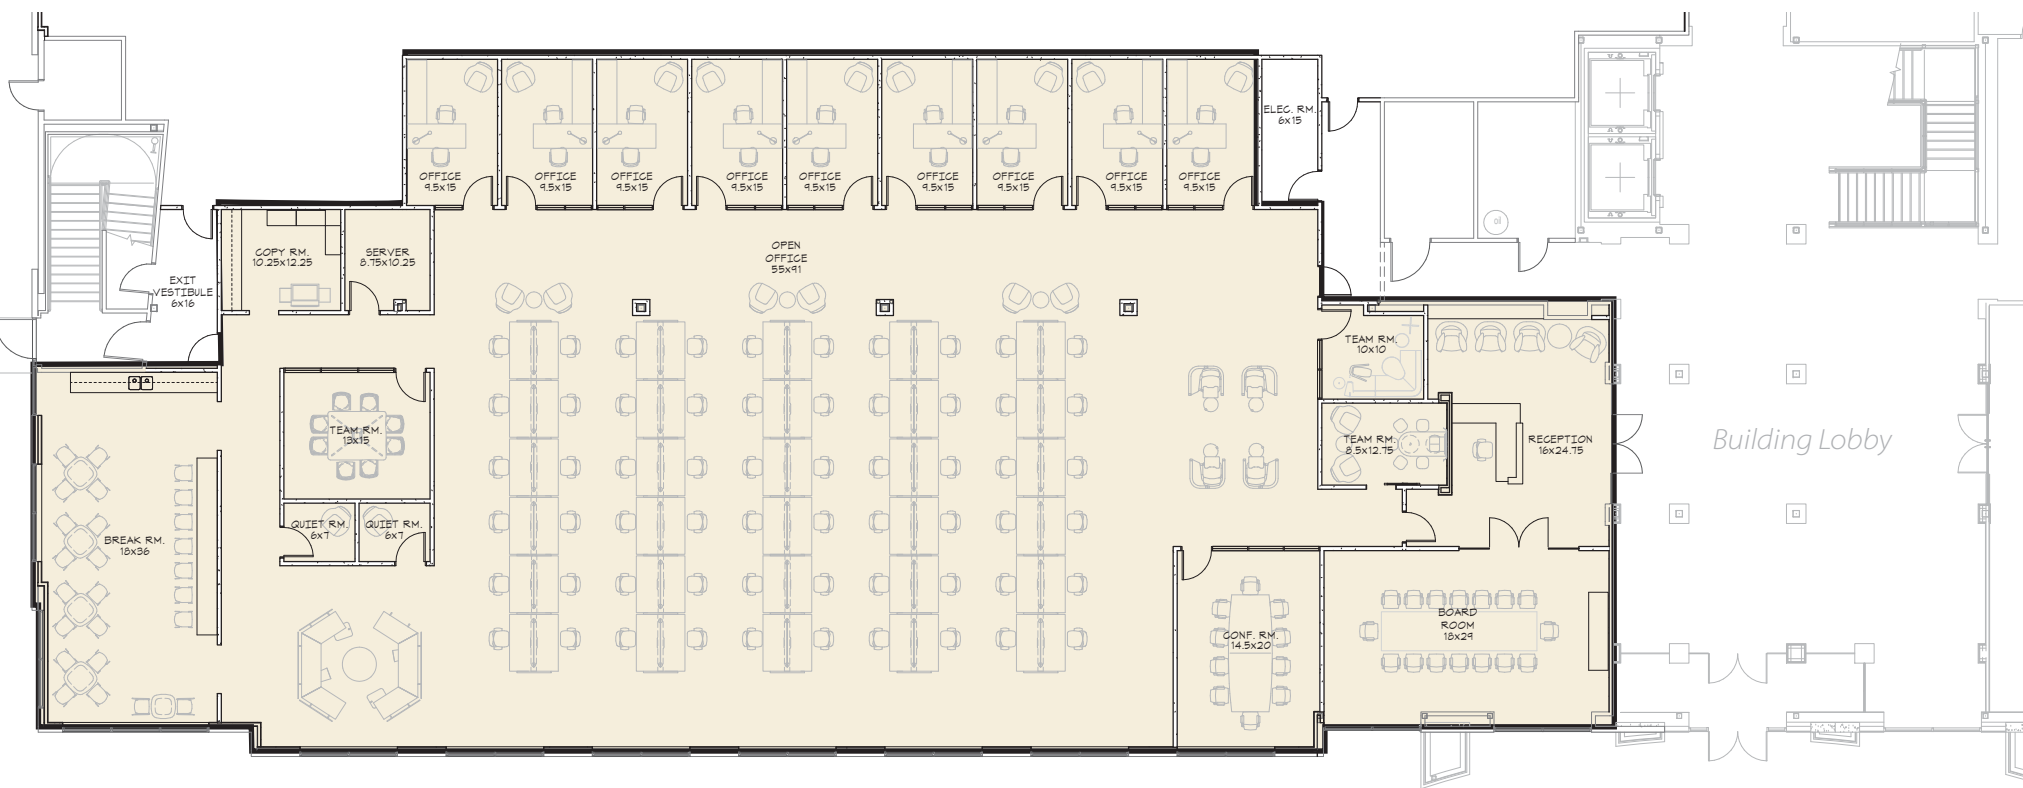 OFFICE
9.5x15
OFFICE
9.5x15
OFFICE
9.5x15
OFFICE
9.5x15
OFFICE
9.5x15
OFFICE
9.5x15
OFFICE
9.5x15
OFFICE
9.5x15
OFFICE
9.5x15
ELEC. RM.
6x15
COPY RM.
10.25x12.25
SERVER
8.75x10.25
OPEN
OFFICE
55x91
EXIT
VESTIBULE
6x16
TEAM RM.
10x10
TEAM RM.
13x15
TEAM RM.
8.5x12.75
RECEPTION
16x24.75
Building Lobby
BREAK RM.
18x36
QUIET RM.
6x7
QUIET RM.
6x7
CONF. RM.
14.5x20
BOARD
ROOM
18x29